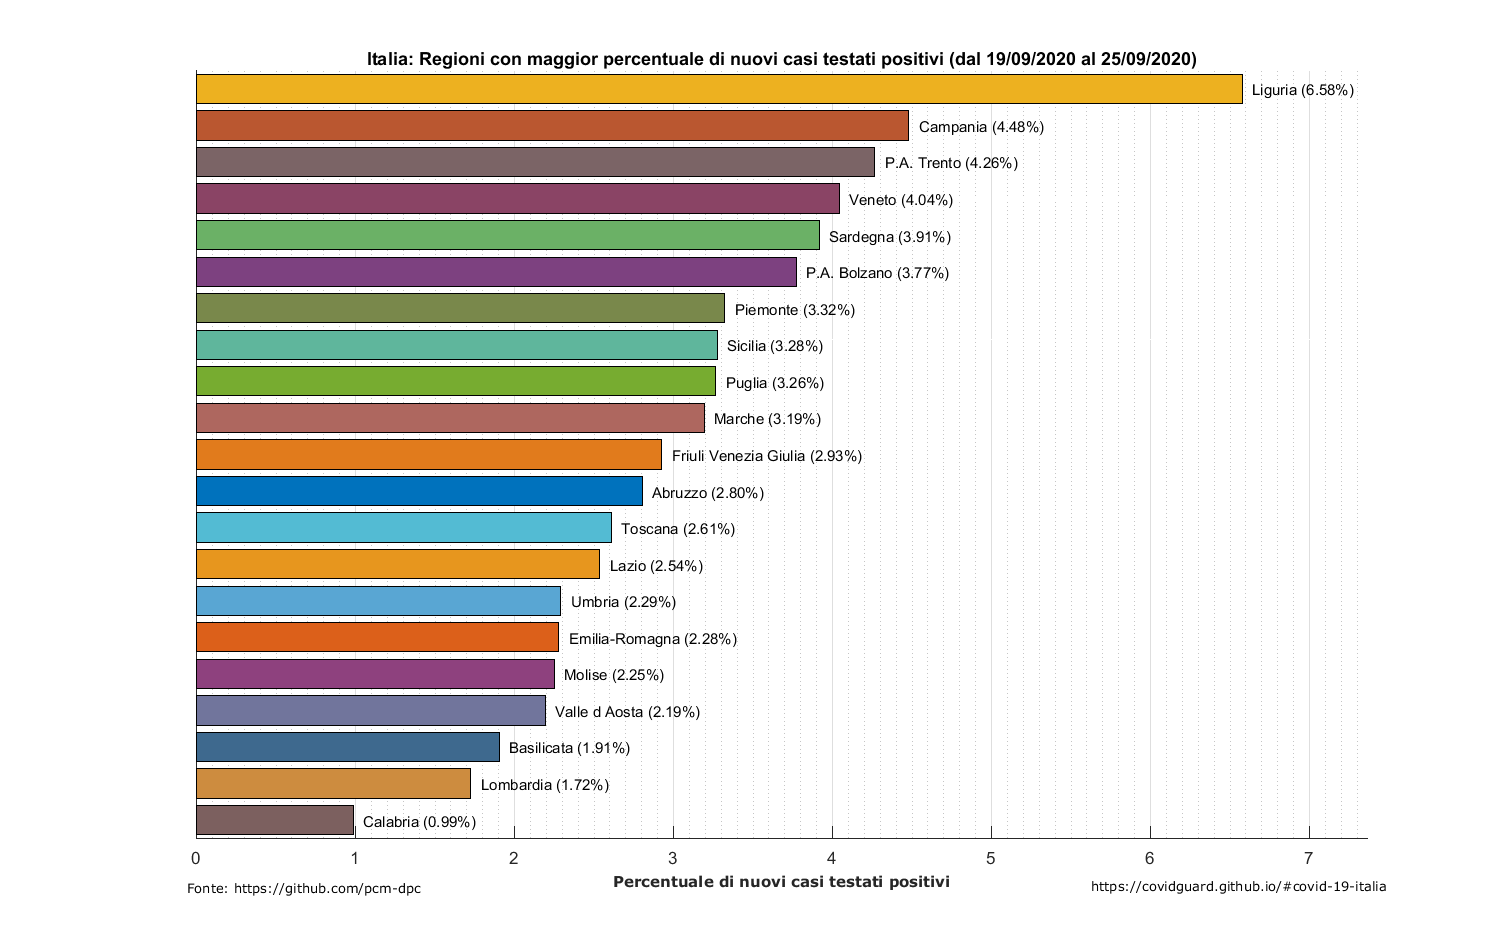 Italia: Regioni con maggior percentuale di nuovi casi testati positivi (dal 19/09/2020 al 25/09/2020)
Liguria (6.58%)
Campania (4.48%)
P.A. Trento (4.26%)
Veneto (4.04%)
Sardegna (3.91%)
P.A. Bolzano (3.77%)
Piemonte (3.32%)
Sicilia (3.28%)
Puglia (3.26%)
Marche (3.19%)
Friuli Venezia Giulia (2.93%)
Abruzzo (2.80%)
Toscana (2.61%)
Lazio (2.54%)
Umbria (2.29%)
Emilia-Romagna (2.28%)
Molise (2.25%)
Valle d Aosta (2.19%)
Basilicata (1.91%)
Lombardia (1.72%)
Calabria (0.99%)
0 1 2 3 4 5 6 7
Percentuale di nuovi casi testati positivi
Fonte: https://github.com/pcm-dpc
https://covidguard.github.io/#covid-19-italia